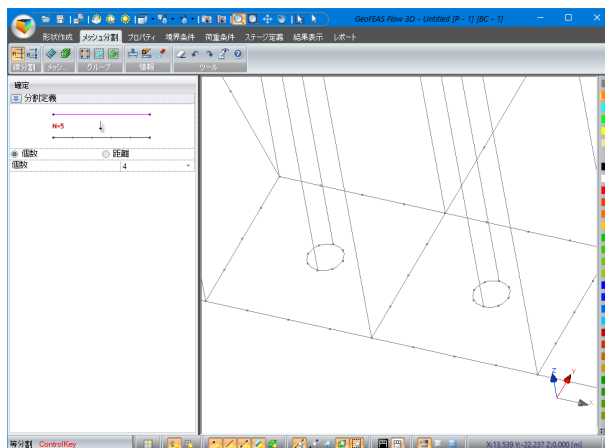 GeoFEAS Flow 3D - Untitled [P - 1] [BC - 1]
形状作成 メッシュ分割 プロパティ 境界条件 荷重条件 ステージ定義 結果表示 レポート
線分割 メッシ... グループ 情報 ツール
確定
分割定義
N=5
個数 距離
個数 4
Z Y X
等分割 ControlKey X:13.539 Y:-22.237 Z:0.000 [m]